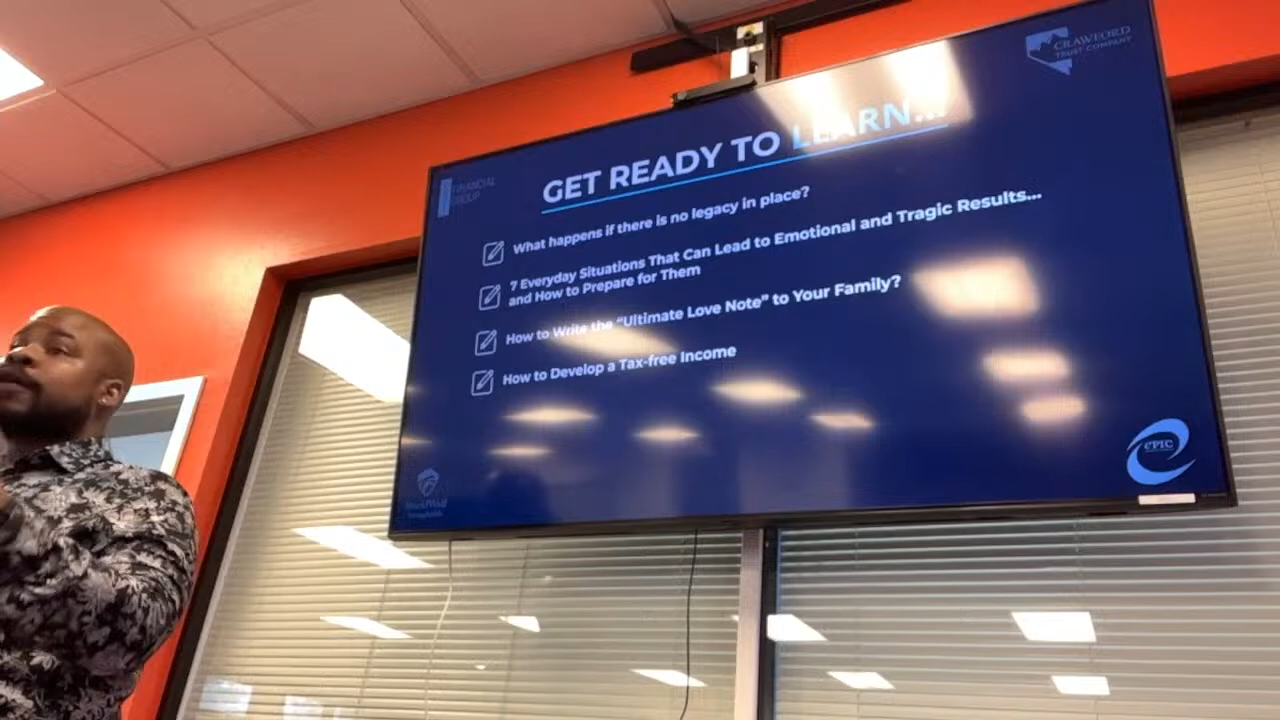 CRAWFORD
TRUST COMPANY
FINANCIAL
GROUP
GET READY TO LEARN...
What happens if there is no legacy in place?
7 Everyday Situations That Can Lead to Emotional and Tragic Results...
and How to Prepare for Them
How to Write the “Ultimate Love Note” to Your Family?
How to Develop a Tax-free Income
ePIC